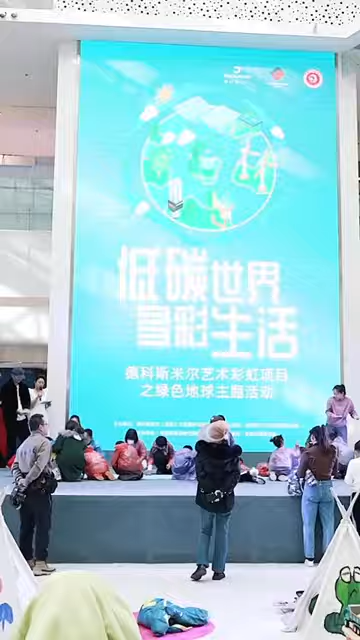 低碳世界
多彩生活
德科斯米尔艺术彩虹项目
之绿色地球主题活动